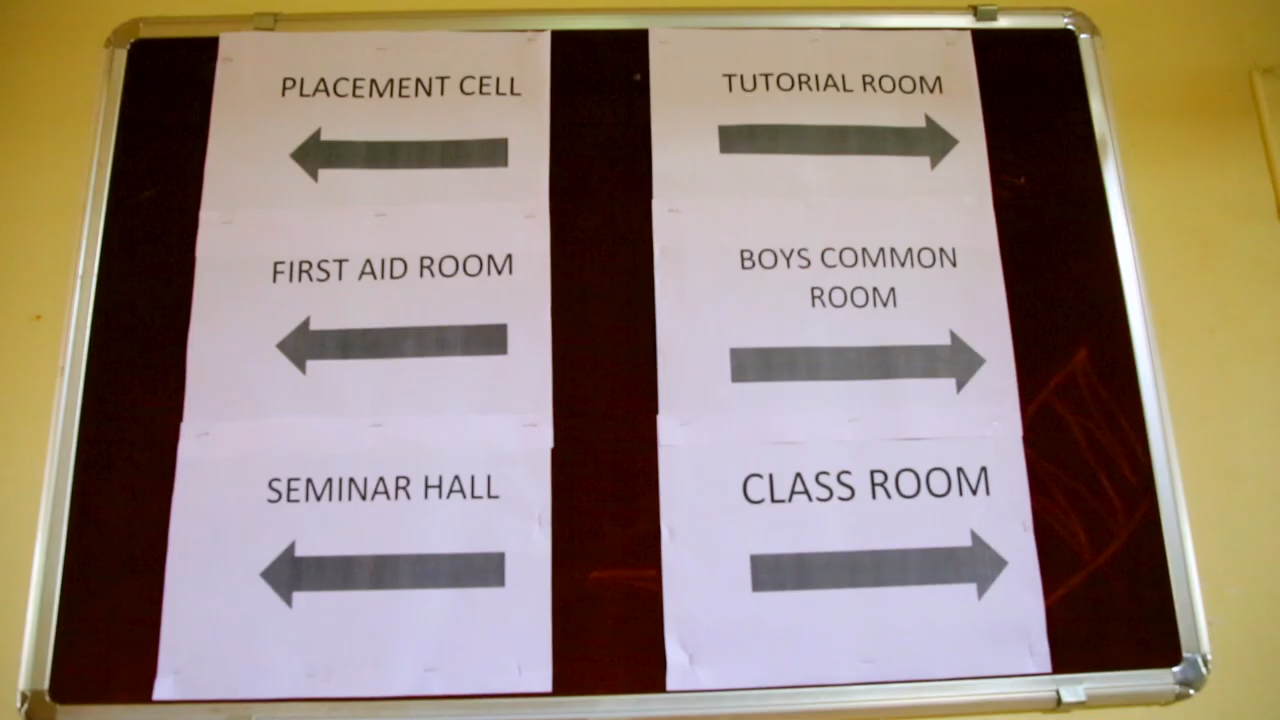 PLACEMENT CELL
FIRST AID ROOM
SEMINAR HALL
TUTORIAL ROOM
BOYS COMMON
ROOM
CLASS ROOM